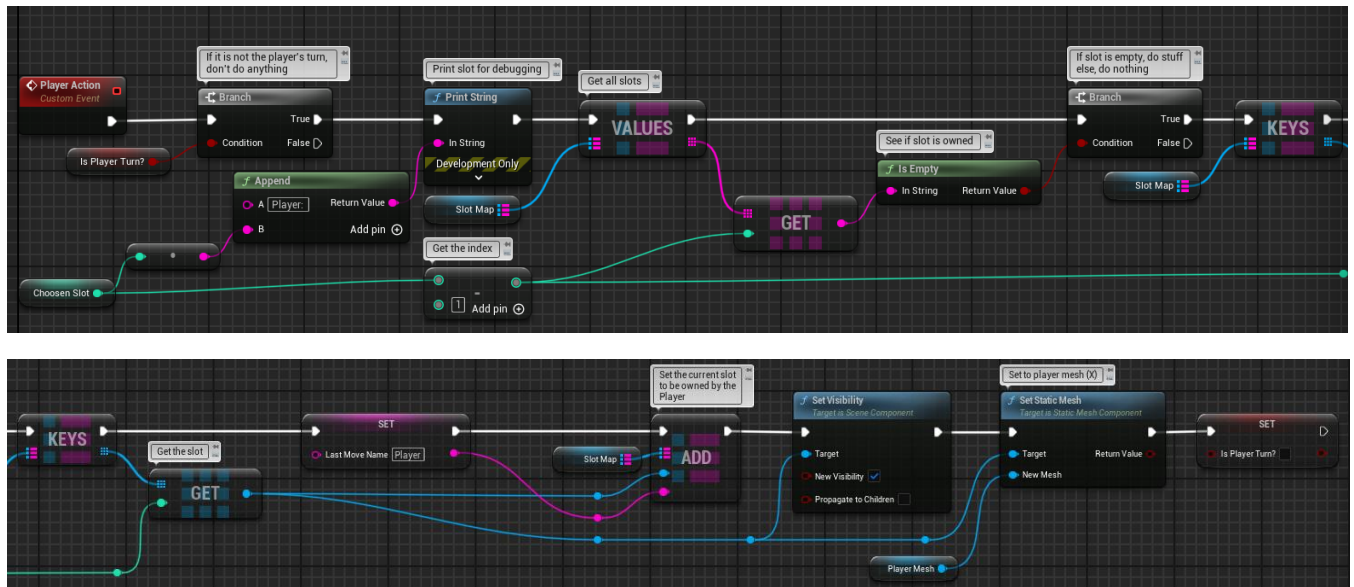 If it is not the player's turn,
don't do anything
Print slot for debugging
Get all slots
If slot is empty, do stuff
else, do nothing
Player Action
Custom Event
Branch
True
Condition
False
Is Player Turn?
f Print String
In String
Development Only
VALUES
See if slot is owned
f Is Empty
In String
Return Value
Branch
True
Condition
False
KEYS
Slot Map
f Append
A
Player:
Return Value
B
Add pin
Slot Map
GET
Get the index
Choosen Slot
-
1
Add pin
KEYS
Get the slot
GET
SET
Last Move Name
Player
Set the current slot
to be owned by the
Player
Slot Map
ADD
f Set Visibility
Target is Scene Component
Target
New Visibility
Propagate to Children
Set to player mesh (X)
f Set Static Mesh
Target is Static Mesh Component
Target
Return Value
New Mesh
SET
Is Player Turn?
Player Mesh